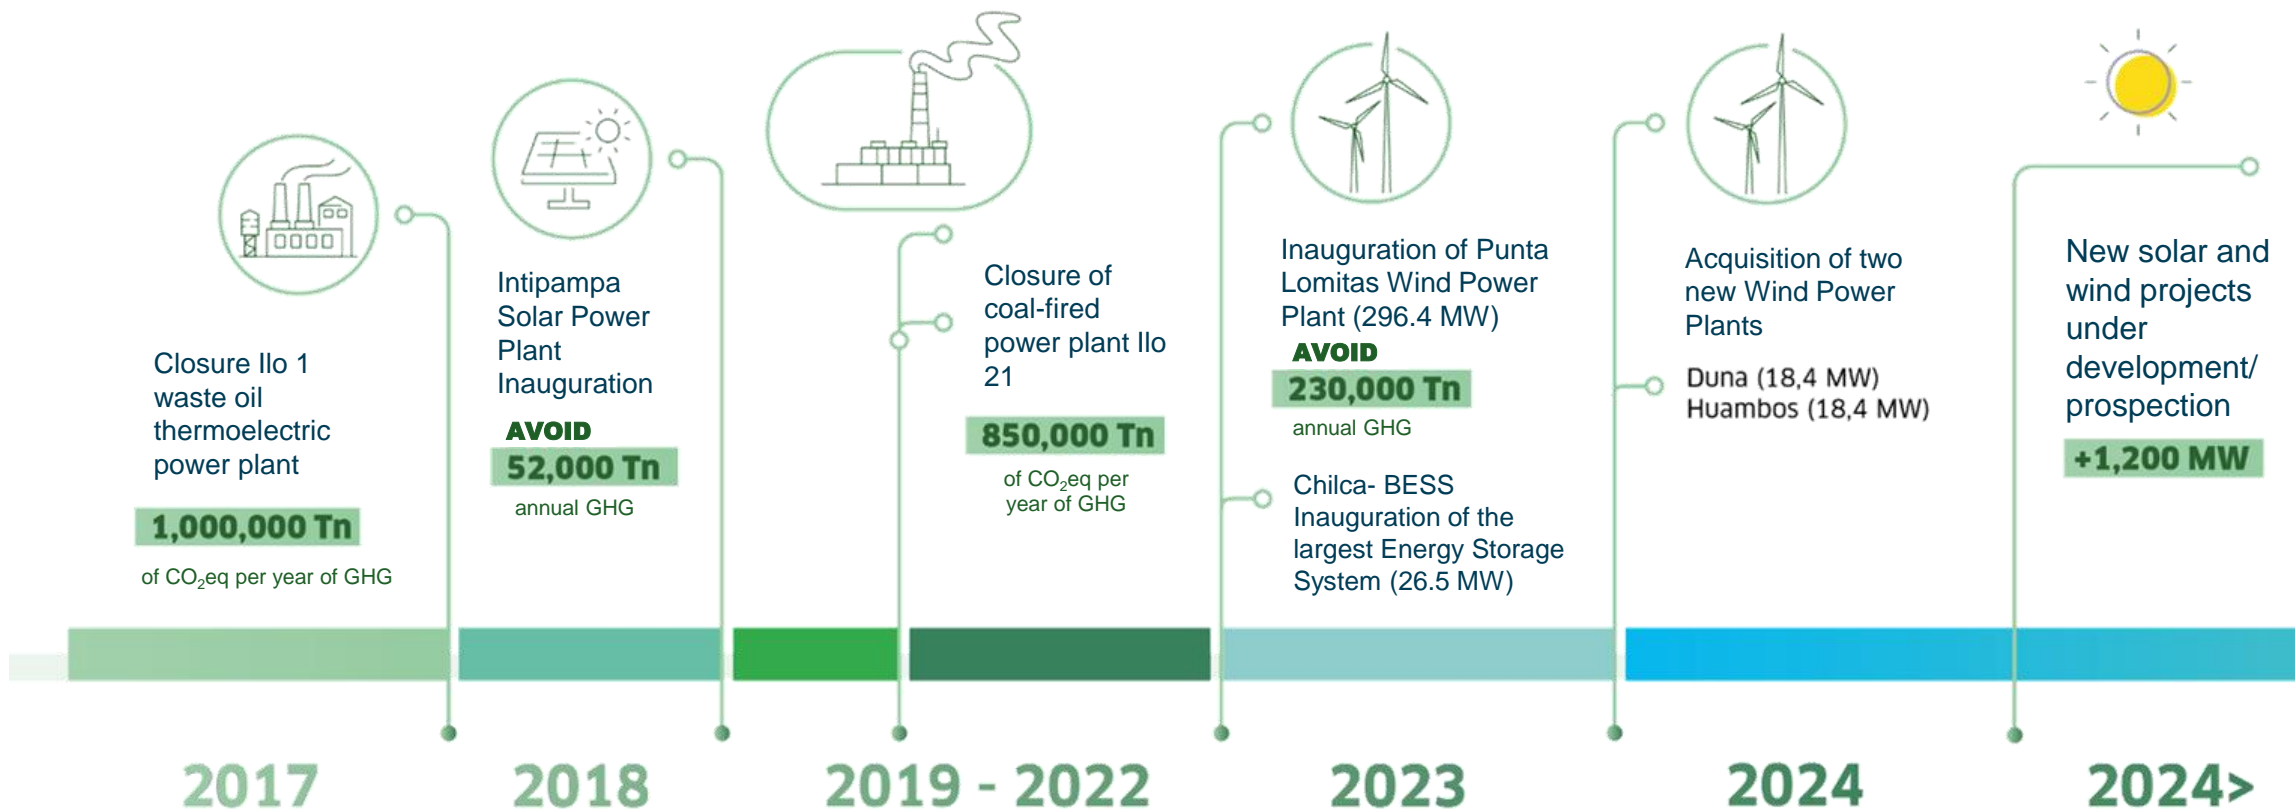 Closure Ilo 1
waste oil
thermoelectric
power plant
1,000,000 Tn
of CO₂eq per year of GHG
2017
Intipampa
Solar Power
Plant
Inauguration
AVOID
52,000 Tn
annual GHG
2018
Closure of
coal-fired
power plant Ilo
21
850,000 Tn
of CO₂eq per
year of GHG
2019 - 2022
Inauguration of Punta
Lomitas Wind Power
Plant (296.4 MW)
AVOID
230,000 Tn
annual GHG
Chilca- BESS
Inauguration of the
largest Energy Storage
System (26.5 MW)
2023
Acquisition of two
new Wind Power
Plants
Duna (18,4 MW)
Huambos (18,4 MW)
2024
New solar and
wind projects
under
development/
prospection
+1,200 MW
2024>